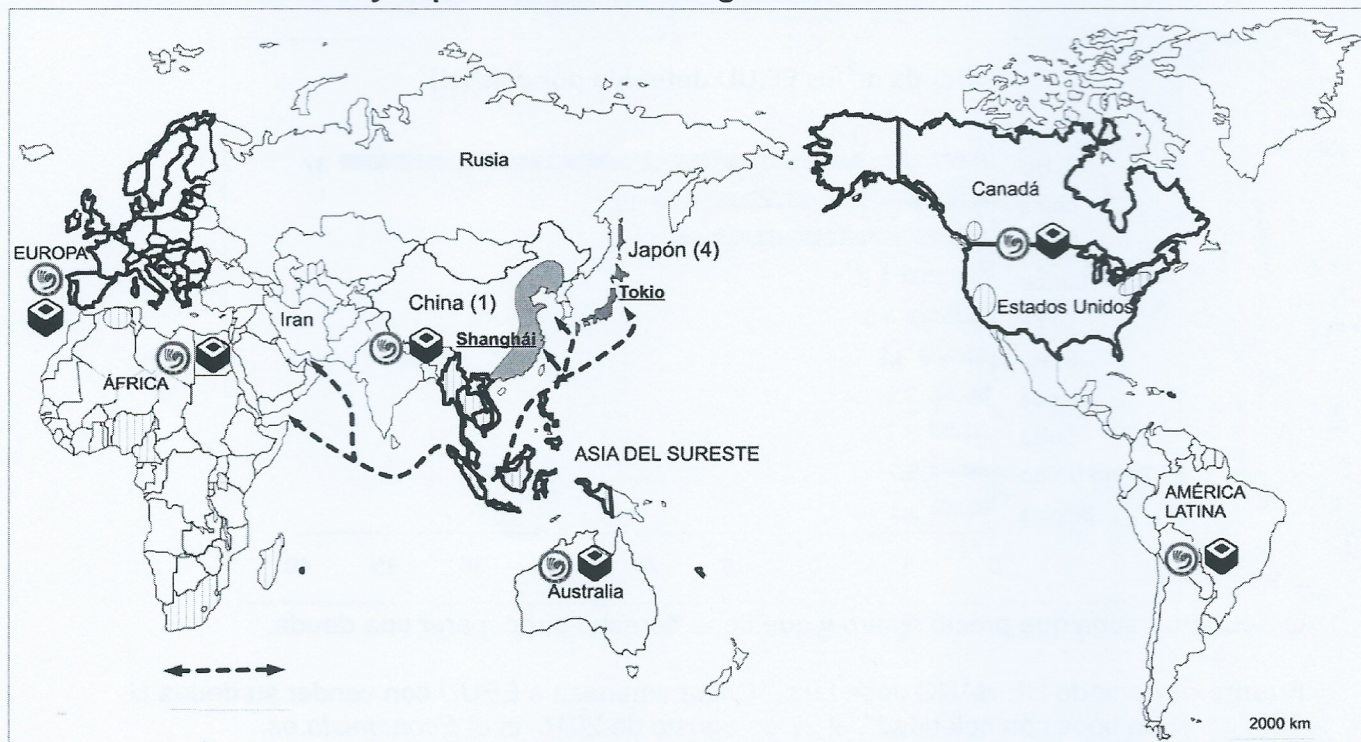 Rusia
Canadá
EUROPA
Japón (4)
Tokio
China (1)
Iran
Estados Unidos
Shanghái
ÁFRICA
ASIA DEL SURESTE
AMÉRICA
LATINA
Australia
2000 km